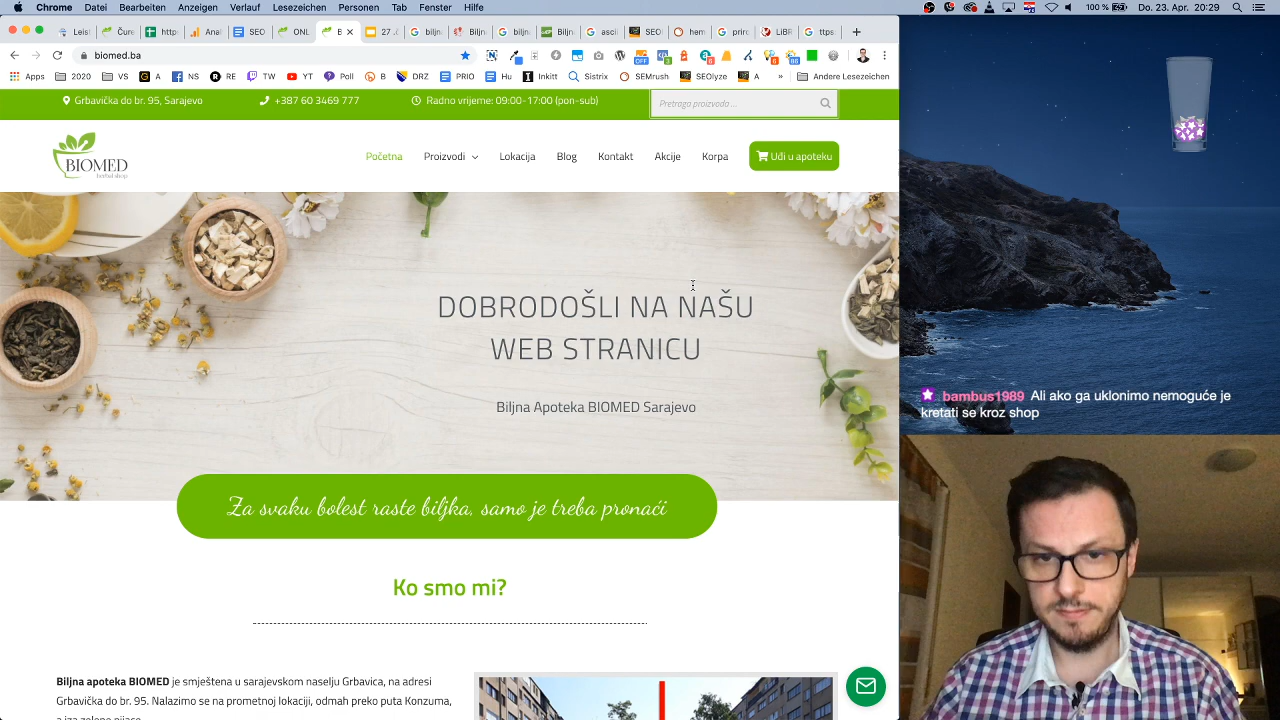 Chrome Datei Bearbeiten Anzeigen Verlauf Lesezeichen Personen Tab Fenster Hilfe 100 % Do. 23. Apr. 20:29
biomed.ba
Apps 2020 VS A NS RE TW YT Poll B DRZ PRIO Hu Inkitt Sistrix SEMrush SEOlyze A » Andere Lesezeichen
Grbavička do br. 95, Sarajevo +387 60 3469 777 Radno vrijeme: 09:00-17:00 (pon-sub) Pretraga proizvoda ...
BIOMED
herbal shop
Početna Proizvodi Lokacija Blog Kontakt Akcije Korpa Uđi u apoteku
DOBRODOŠLI NA NAŠU
WEB STRANICU
Biljna Apoteka BIOMED Sarajevo
bambus1989 Ali ako ga uklonimo nemoguće je
kretati se kroz shop
Za svaku bolest raste biljka, samo je treba pronaći
Ko smo mi?
Biljna apoteka BIOMED je smještena u sarajevskom naselju Grbavica, na adresi
Grbavička do br. 95. Nalazimo se na prometnoj lokaciji, odmah preko puta Konzuma,
a iza zelene pijace